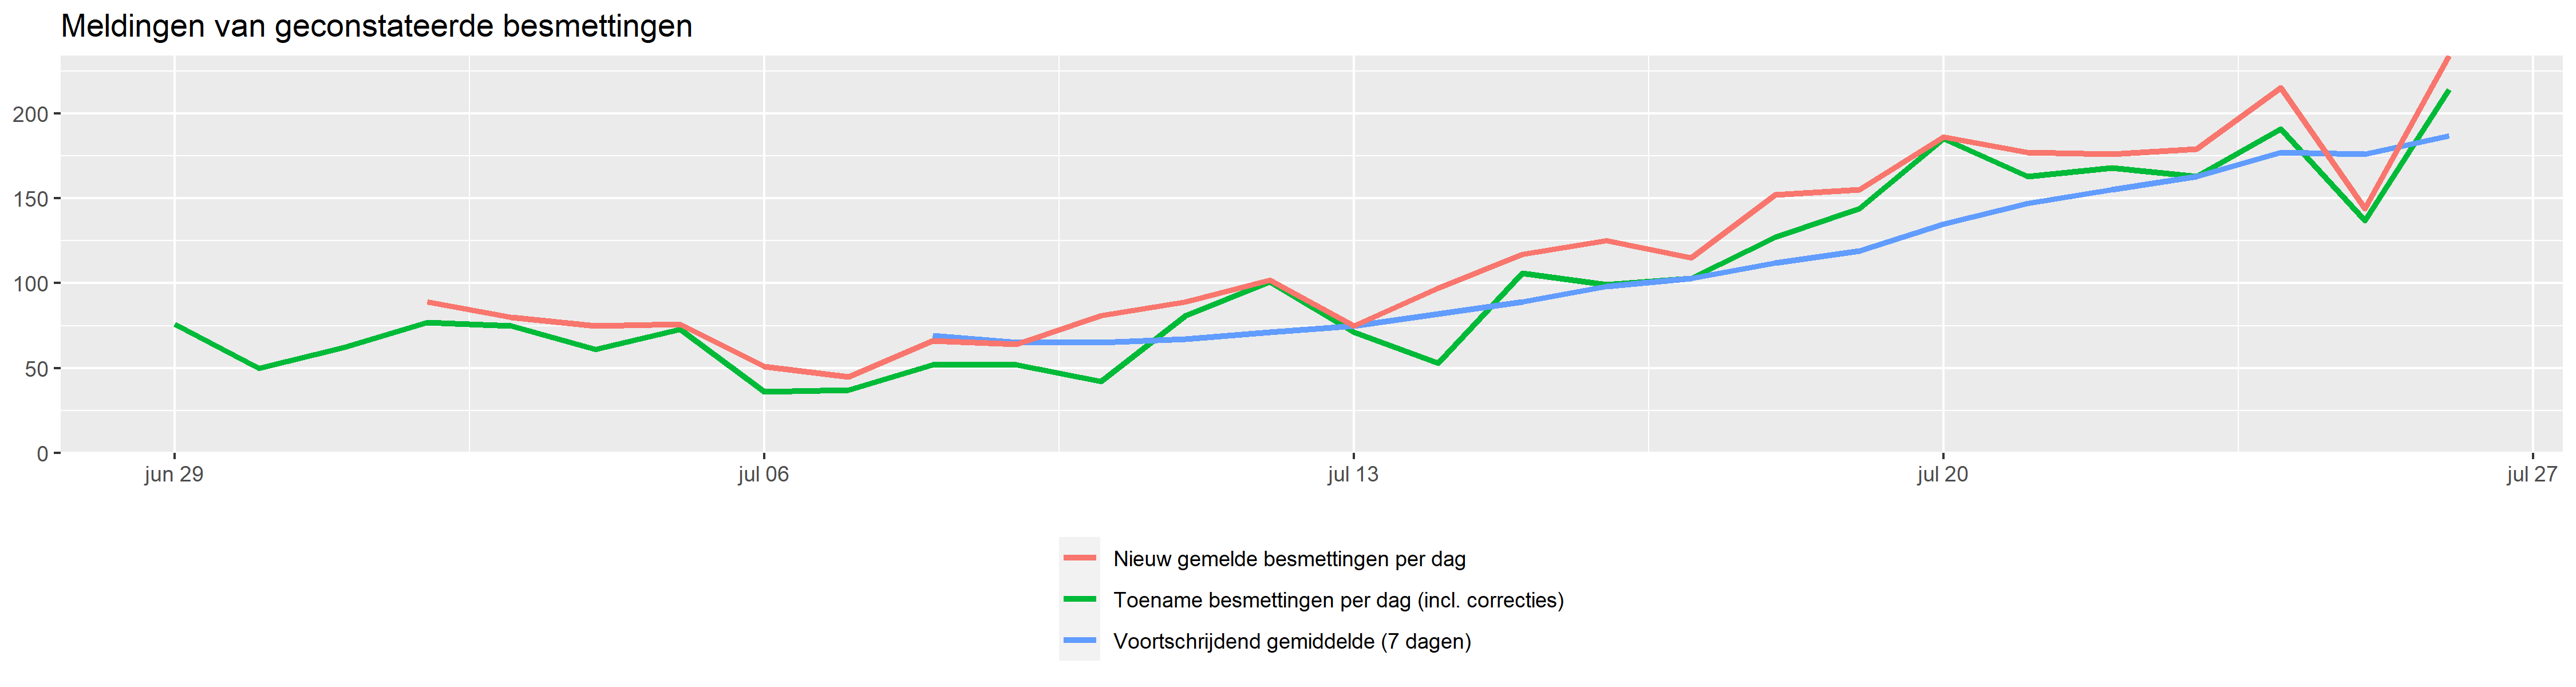 Meldingen van geconstateerde besmettingen
200
150
100
50
0
jun 29 jul 06 jul 13 jul 20 jul 27
Nieuw gemelde besmettingen per dag
Toename besmettingen per dag (incl. correcties)
Voortschrijdend gemiddelde (7 dagen)